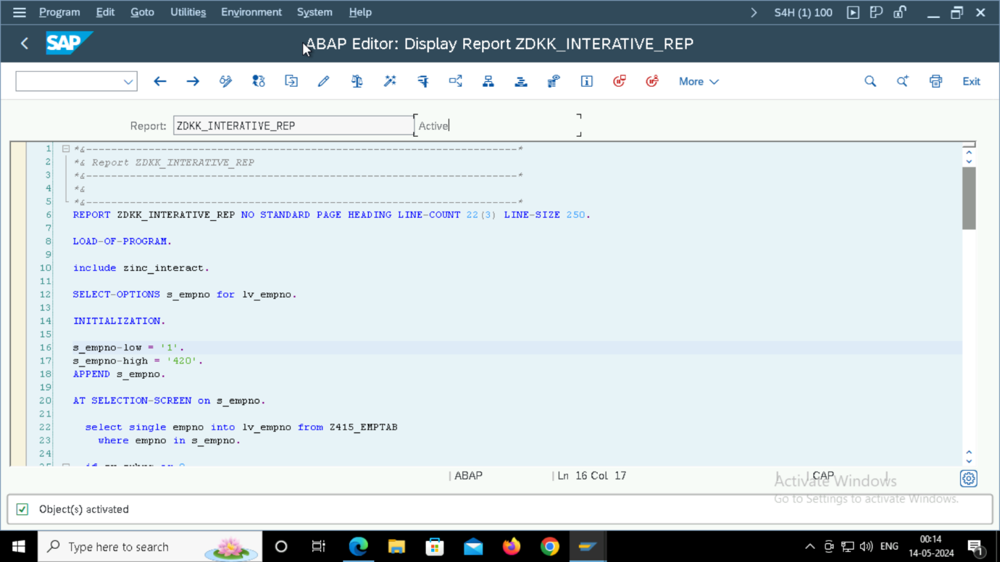 Program Edit Goto Utilities Environment System Help S4H (1) 100
SAP ABAP Editor: Display Report ZDKK_INTERATIVE_REP
More Exit
Report: ZDKK_INTERATIVE_REP Active
1 *&---------------------------------------------------------------------*
2 *& Report ZDKK_INTERATIVE_REP
3 *&---------------------------------------------------------------------*
4 *&
5 *&---------------------------------------------------------------------*
6 REPORT ZDKK_INTERATIVE_REP NO STANDARD PAGE HEADING LINE-COUNT 22(3) LINE-SIZE 250.
7
8 LOAD-OF-PROGRAM.
9
10 include zinc_interact.
11
12 SELECT-OPTIONS s_empno for lv_empno.
13
14 INITIALIZATION.
15
16 s_empno-low = '1'.
17 s_empno-high = '420'.
18 APPEND s_empno.
19
20 AT SELECTION-SCREEN on s_empno.
21
22 select single empno into lv_empno from Z415_EMPTAB
23 where empno in s_empno.
24
ABAP Ln 16 Col 17 CAP
Activate Windows
Go to Settings to activate Windows.
Object(s) activated
Type here to search ENG 00:14
14-05-2024 1